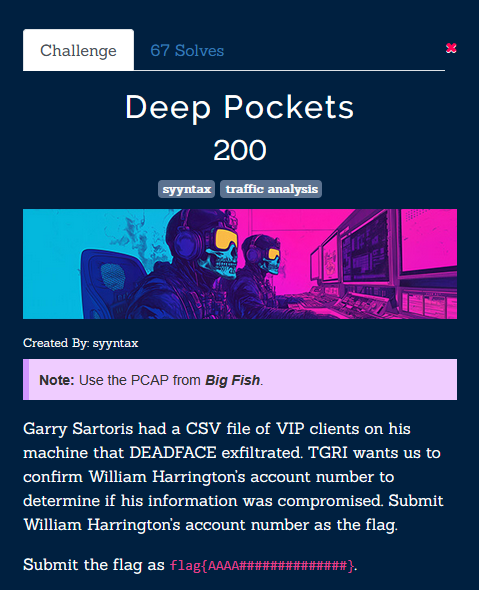 Challenge
67 Solves
✖
Deep Pockets
200
syyntax traffic analysis
Created By: syyntax
Note: Use the PCAP from Big Fish.
Garry Sartoris had a CSV file of VIP clients on his
machine that DEADFACE exfiltrated. TGRI wants us to
confirm William Harrington's account number to
determine if his information was compromised. Submit
William Harrington's account number as the flag.
Submit the flag as flag{AAAA##############}.